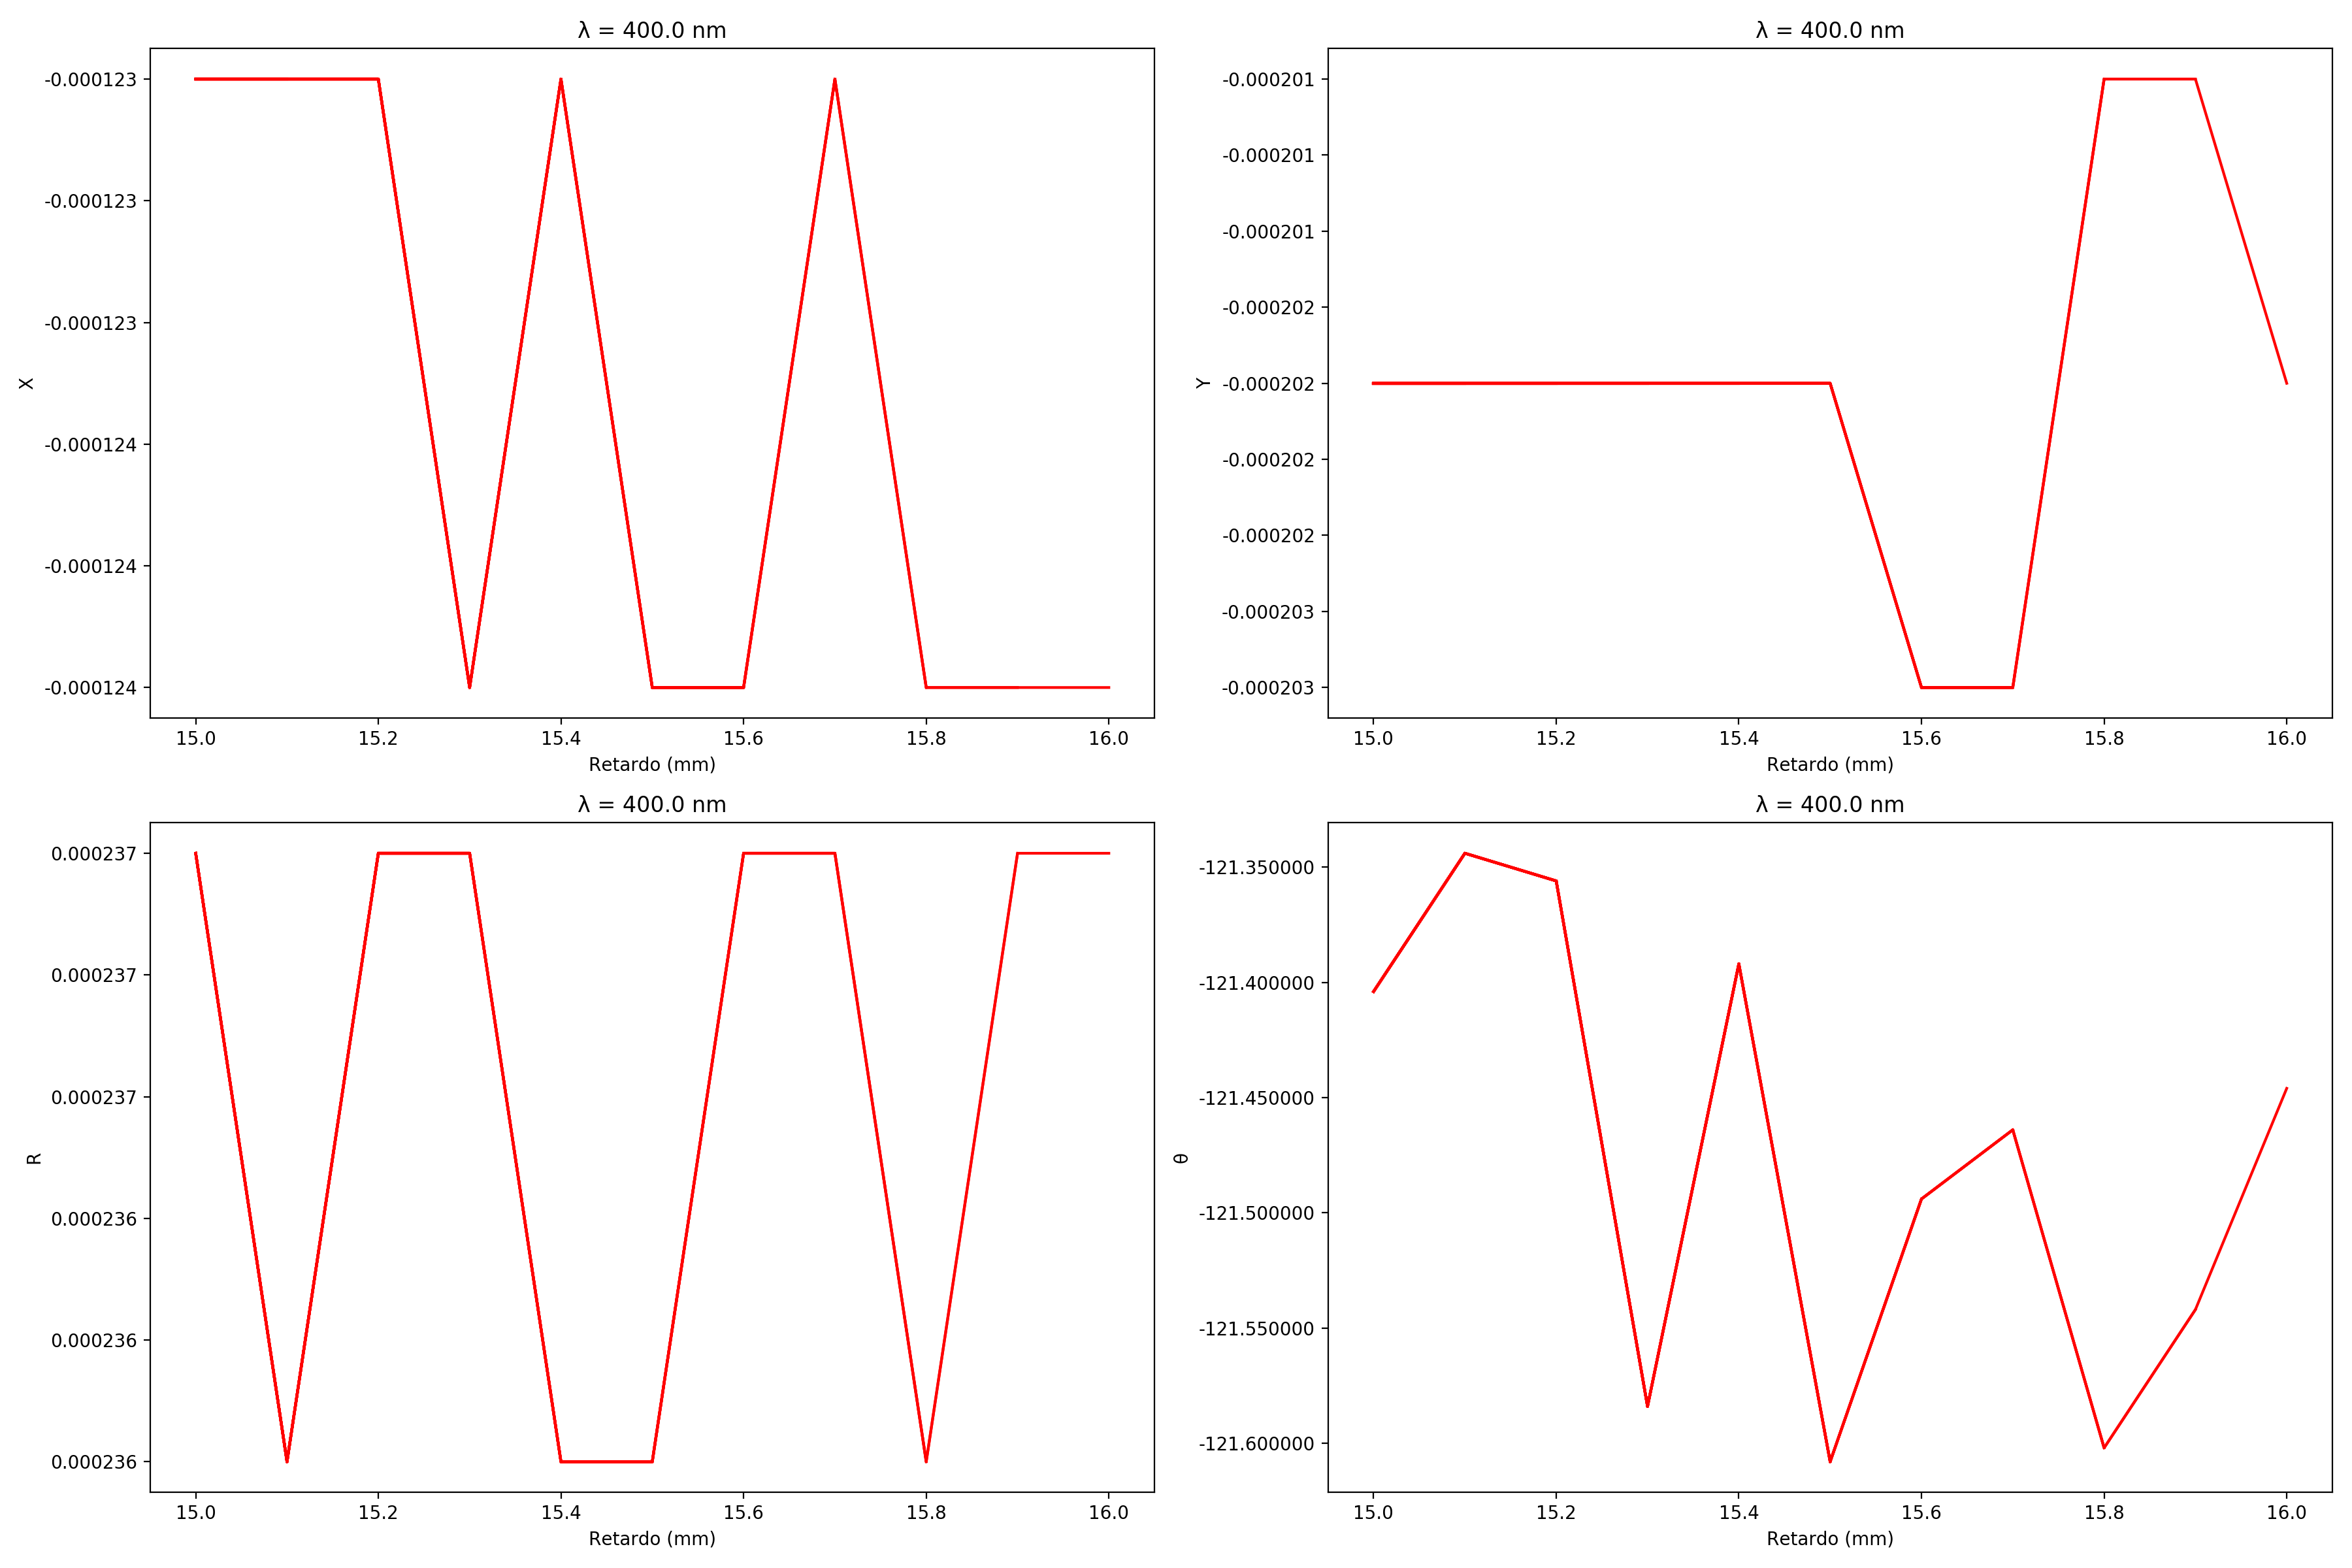 λ = 400.0 nm
-0.000123
-0.000123
-0.000123
-0.000124
-0.000124
-0.000124
X
15.0 15.2 15.4 15.6 15.8 16.0
Retardo (mm)
λ = 400.0 nm
-0.000201
-0.000201
-0.000201
-0.000202
-0.000202
-0.000202
-0.000202
-0.000203
-0.000203
Y
15.0 15.2 15.4 15.6 15.8 16.0
Retardo (mm)
λ = 400.0 nm
0.000237
0.000237
0.000237
0.000236
0.000236
0.000236
R
15.0 15.2 15.4 15.6 15.8 16.0
Retardo (mm)
λ = 400.0 nm
-121.350000
-121.400000
-121.450000
-121.500000
-121.550000
-121.600000
θ
15.0 15.2 15.4 15.6 15.8 16.0
Retardo (mm)